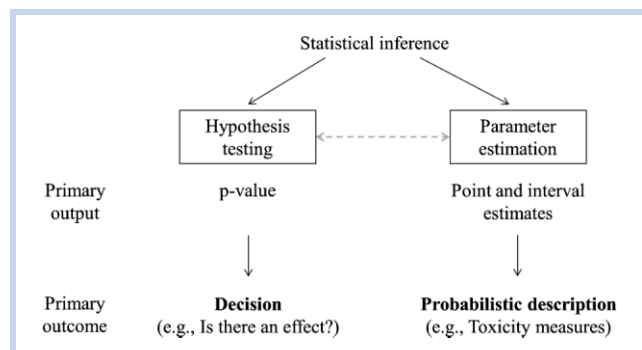 Statistical inference
Hypothesis
testing
Parameter
estimation
Primary
output
p-value
Point and interval
estimates
Primary
outcome
Decision
(e.g., Is there an effect?)
Probabilistic description
(e.g., Toxicity measures)